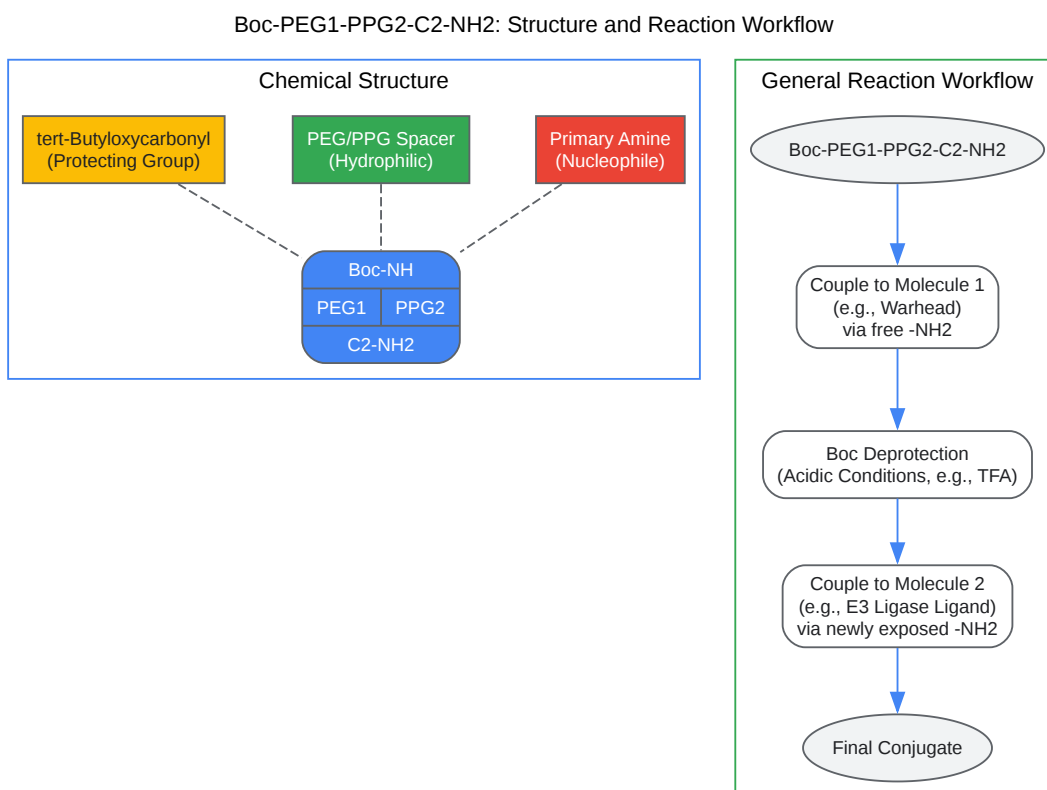 Boc-PEG1-PPG2-C2-NH2: Structure and Reaction Workflow
Chemical Structure
tert-Butyloxycarbonyl
(Protecting Group)
PEG/PPG Spacer
(Hydrophilic)
Primary Amine
(Nucleophile)
Boc-NH
PEG1
PPG2
C2-NH2
General Reaction Workflow
Boc-PEG1-PPG2-C2-NH2
Couple to Molecule 1
(e.g., Warhead)
via free -NH2
Boc Deprotection
(Acidic Conditions, e.g., TFA)
Couple to Molecule 2
(e.g., E3 Ligase Ligand)
via newly exposed -NH2
Final Conjugate